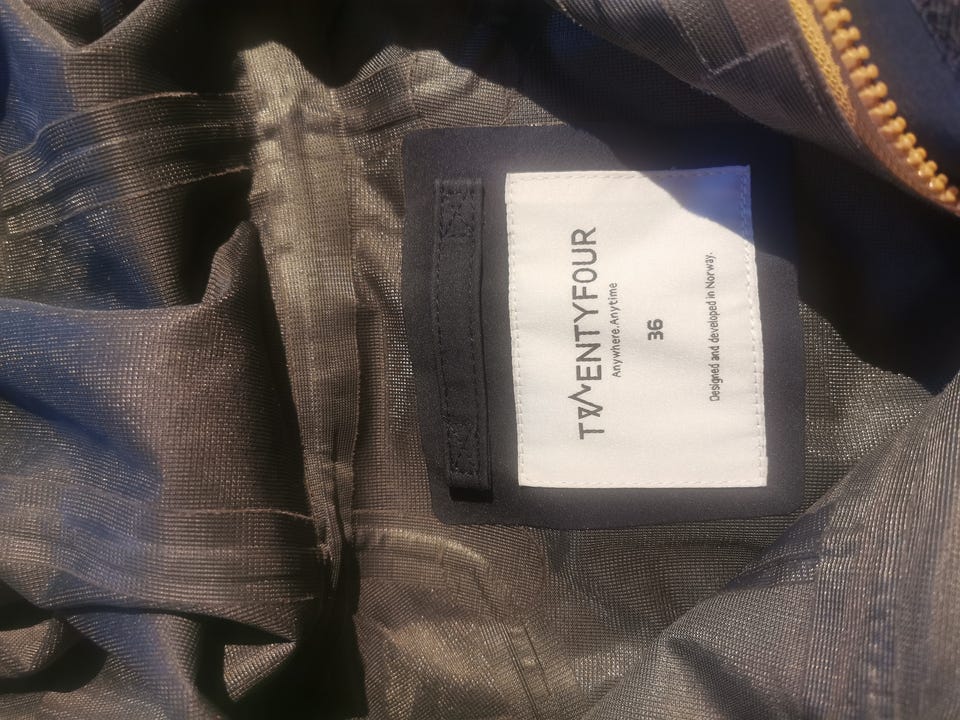 TWENTYFOUR
Anywhere.Anytime
36
Designed and developed in Norway.